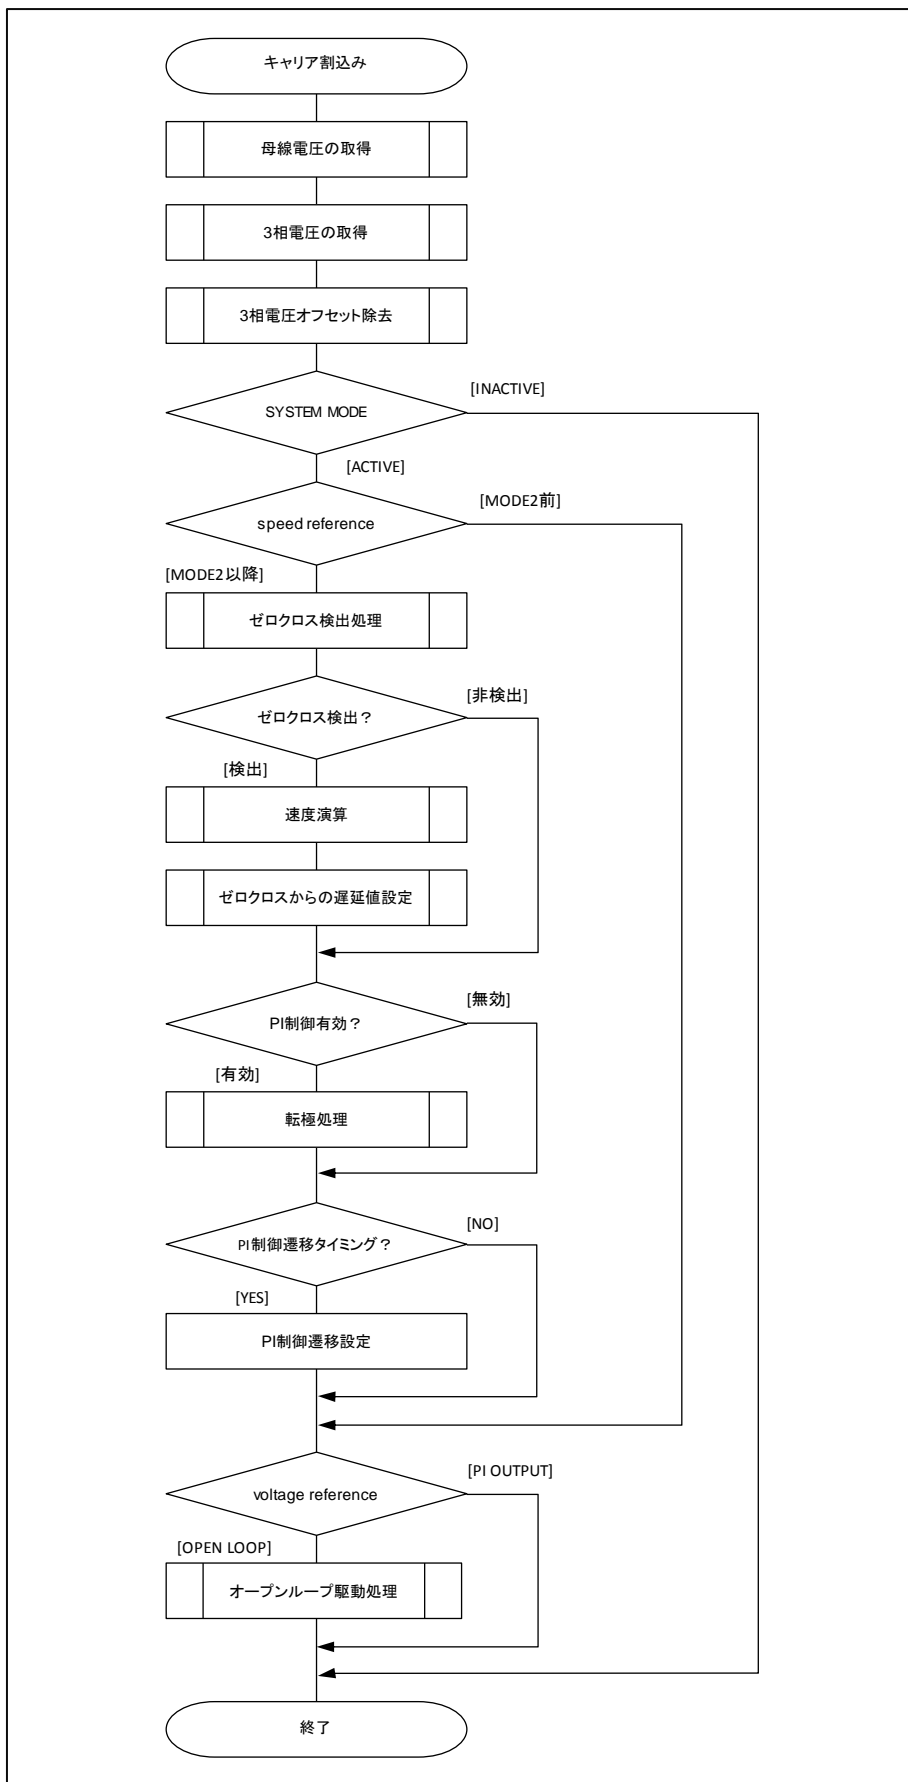 キャリア割込み
母線電圧の取得
3相電圧の取得
3相電圧オフセット除去
[INACTIVE]
SYSTEM MODE
[ACTIVE]
[MODE2前]
speed reference
[MODE2以降]
ゼロクロス検出処理
[非検出]
ゼロクロス検出？
[検出]
速度演算
ゼロクロスからの遅延値設定
[無効]
PI制御有効？
[有効]
転極処理
[NO]
PI制御遷移タイミング？
[YES]
PI制御遷移設定
[PI OUTPUT]
voltage reference
[OPEN LOOP]
オープンループ駆動処理
終了